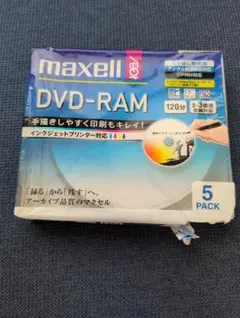 maxell
DVD-RAM
120分
手描きしやすく印刷もキレイ!
インクジェットプリンター対応
「録る」から「残す」へ。
アーカイブ品質のマクセル
5
PACK